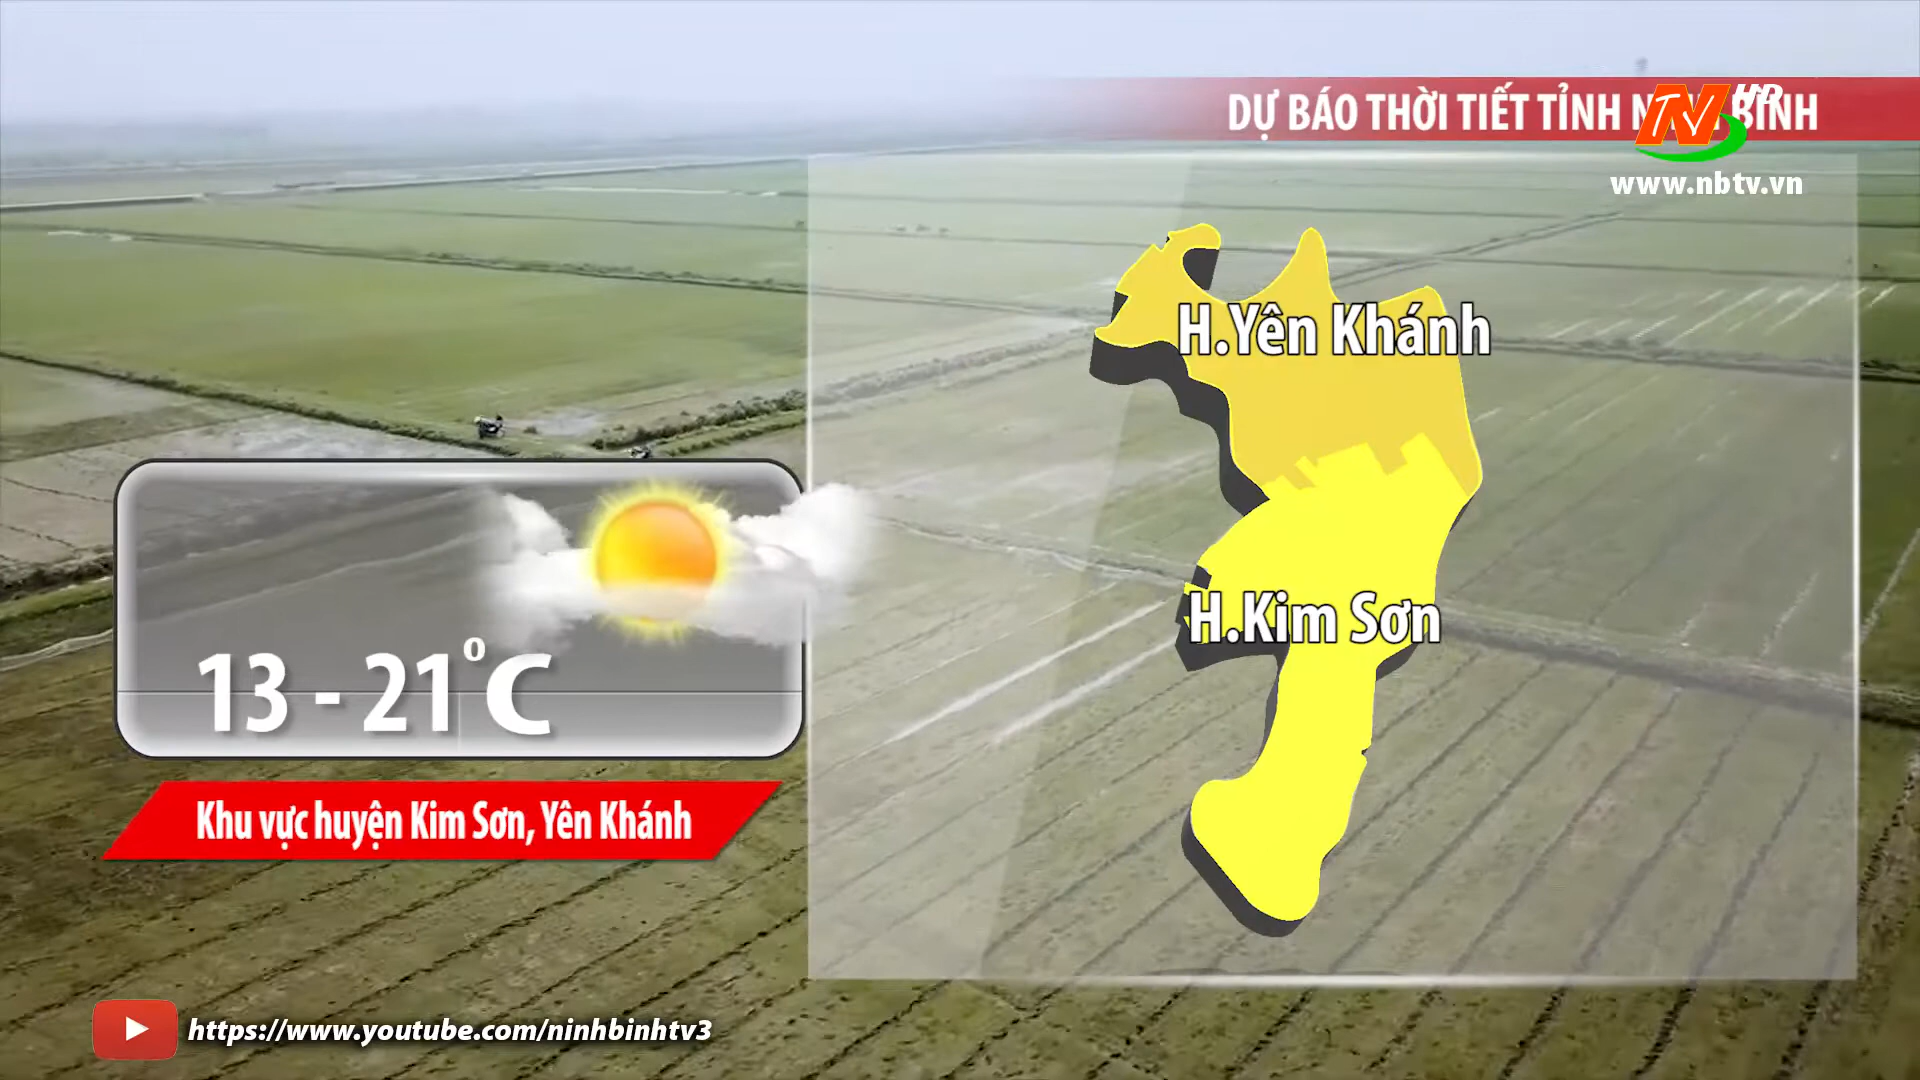 DỰ BÁO THỜI TIẾT TỈNH BÌNH
HD
www.nbtv.vn
H.Yên Khánh
H.Kim Sơn
13 - 21°C
Khu vực huyện Kim Sơn, Yên Khánh
https://www.youtube.com/ninhbinhtv3